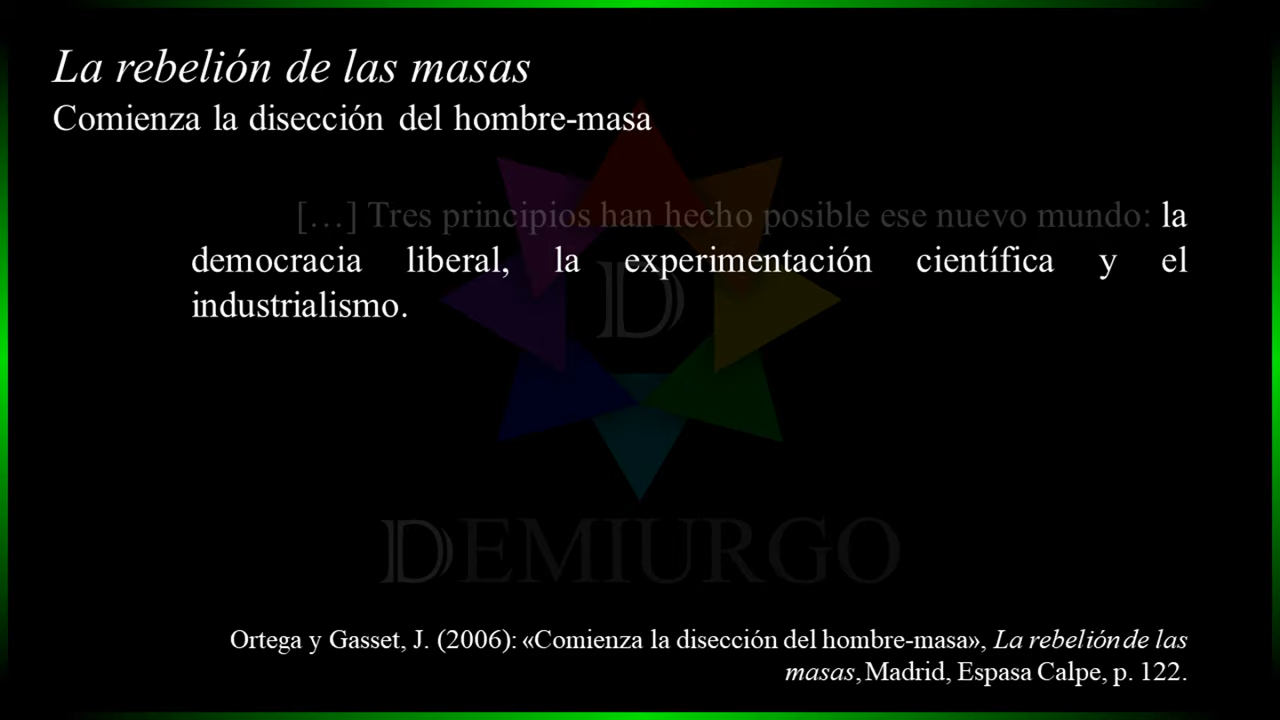 La rebelión de las masas
Comienza la disección del hombre-masa
[…] Tres principios han hecho posible ese nuevo mundo: la
democracia liberal, la experimentación científica y el
industrialismo.
D
DEMIURGO
Ortega y Gasset, J. (2006): «Comienza la disección del hombre-masa», La rebelión de las
masas, Madrid, Espasa Calpe, p. 122.